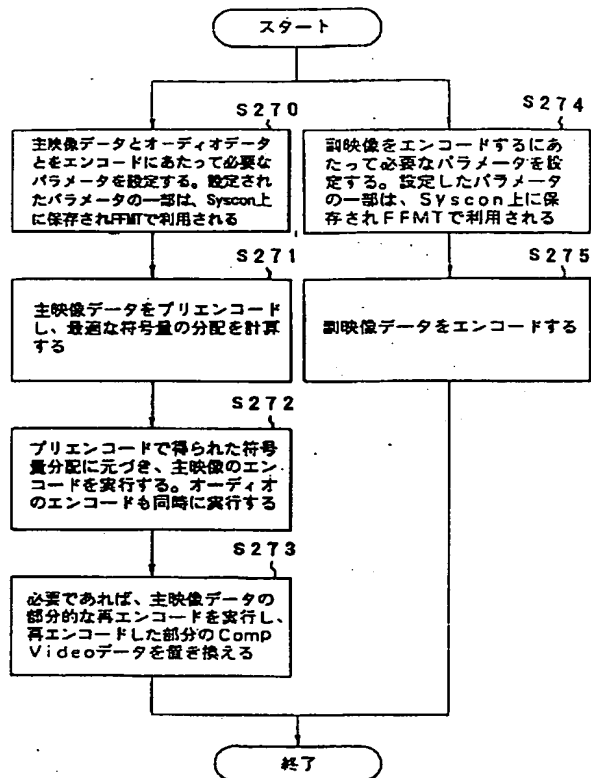 スタート
S270
主映像データとオーディオデータ
とをエンコードにあたって必要な
パラメータを設定する。設定され
たパラメータの一部は、Syscon上
に保存されFFMTで利用される
S271
主映像データをプリエンコード
し、最適な符号量の分配を計算
する
S272
プリエンコードで得られた符号
量分配に元づき、主映像のエン
コードを実行する。オーディオ
のエンコードも同時に実行する
S273
必要であれば、主映像データの
部分的な再エンコードを実行し、
再エンコードした部分のComp
Videoデータを置き換える
S274
副映像をエンコードするにあ
たって必要なパラメータを設
定する。設定したパラメータ
の一部は、Syscon上に保
存されFFMTで利用される
S275
副映像データをエンコードする
終了